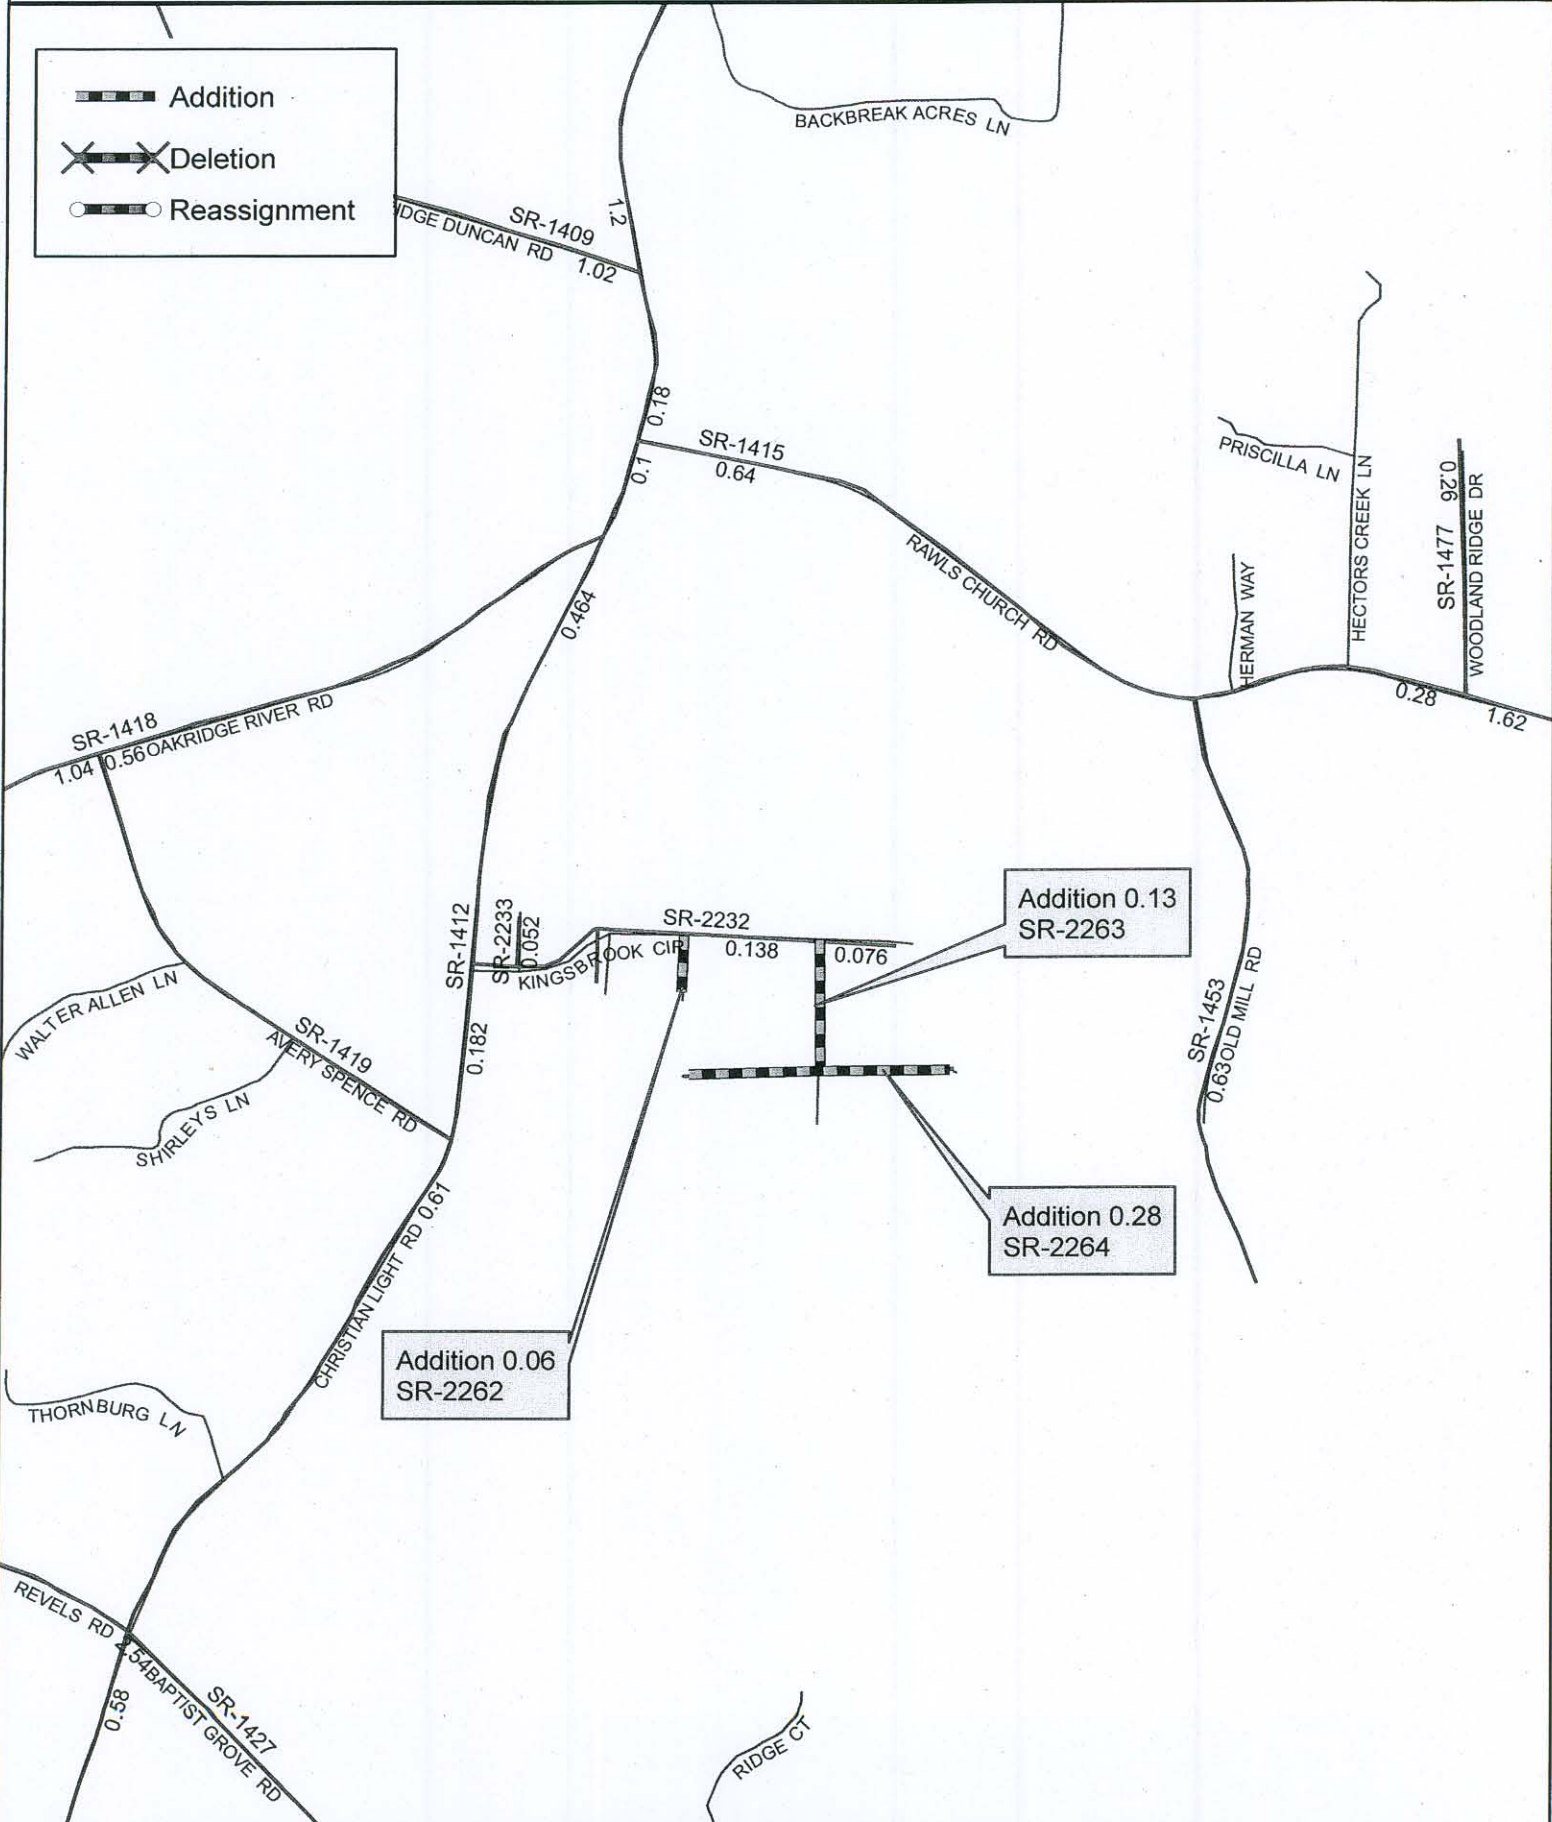 Addition
Deletion
Reassignment
BACKBREAK ACRES LN
SR-1409
IDGE DUNCAN RD
1.02
1.2
0.18
0.1
SR-1415
0.64
RAWLS CHURCH RD
PRISCILLA LN
HECTORS CREEK LN
HERMAN WAY
SR-1477
0.26
WOODLAND RIDGE DR
0.28
1.62
0.464
SR-1418
1.04
0.56
OAKRIDGE RIVER RD
SR-1412
SR-2233
0.052
KINGSBROOK CIR
SR-2232
0.138
0.076
Addition 0.13
SR-2263
SR-1453
0.63
OLD MILL RD
WALTER ALLEN LN
SR-1419
AVERY SPENCE RD
0.182
SHIRLEYS LN
Addition 0.28
SR-2264
CHRISTIAN LIGHT RD
0.61
Addition 0.06
SR-2262
THORNBURG LN
REVELS RD
2.54
BAPTIST GROVE RD
SR-1427
0.58
RIDGE CT